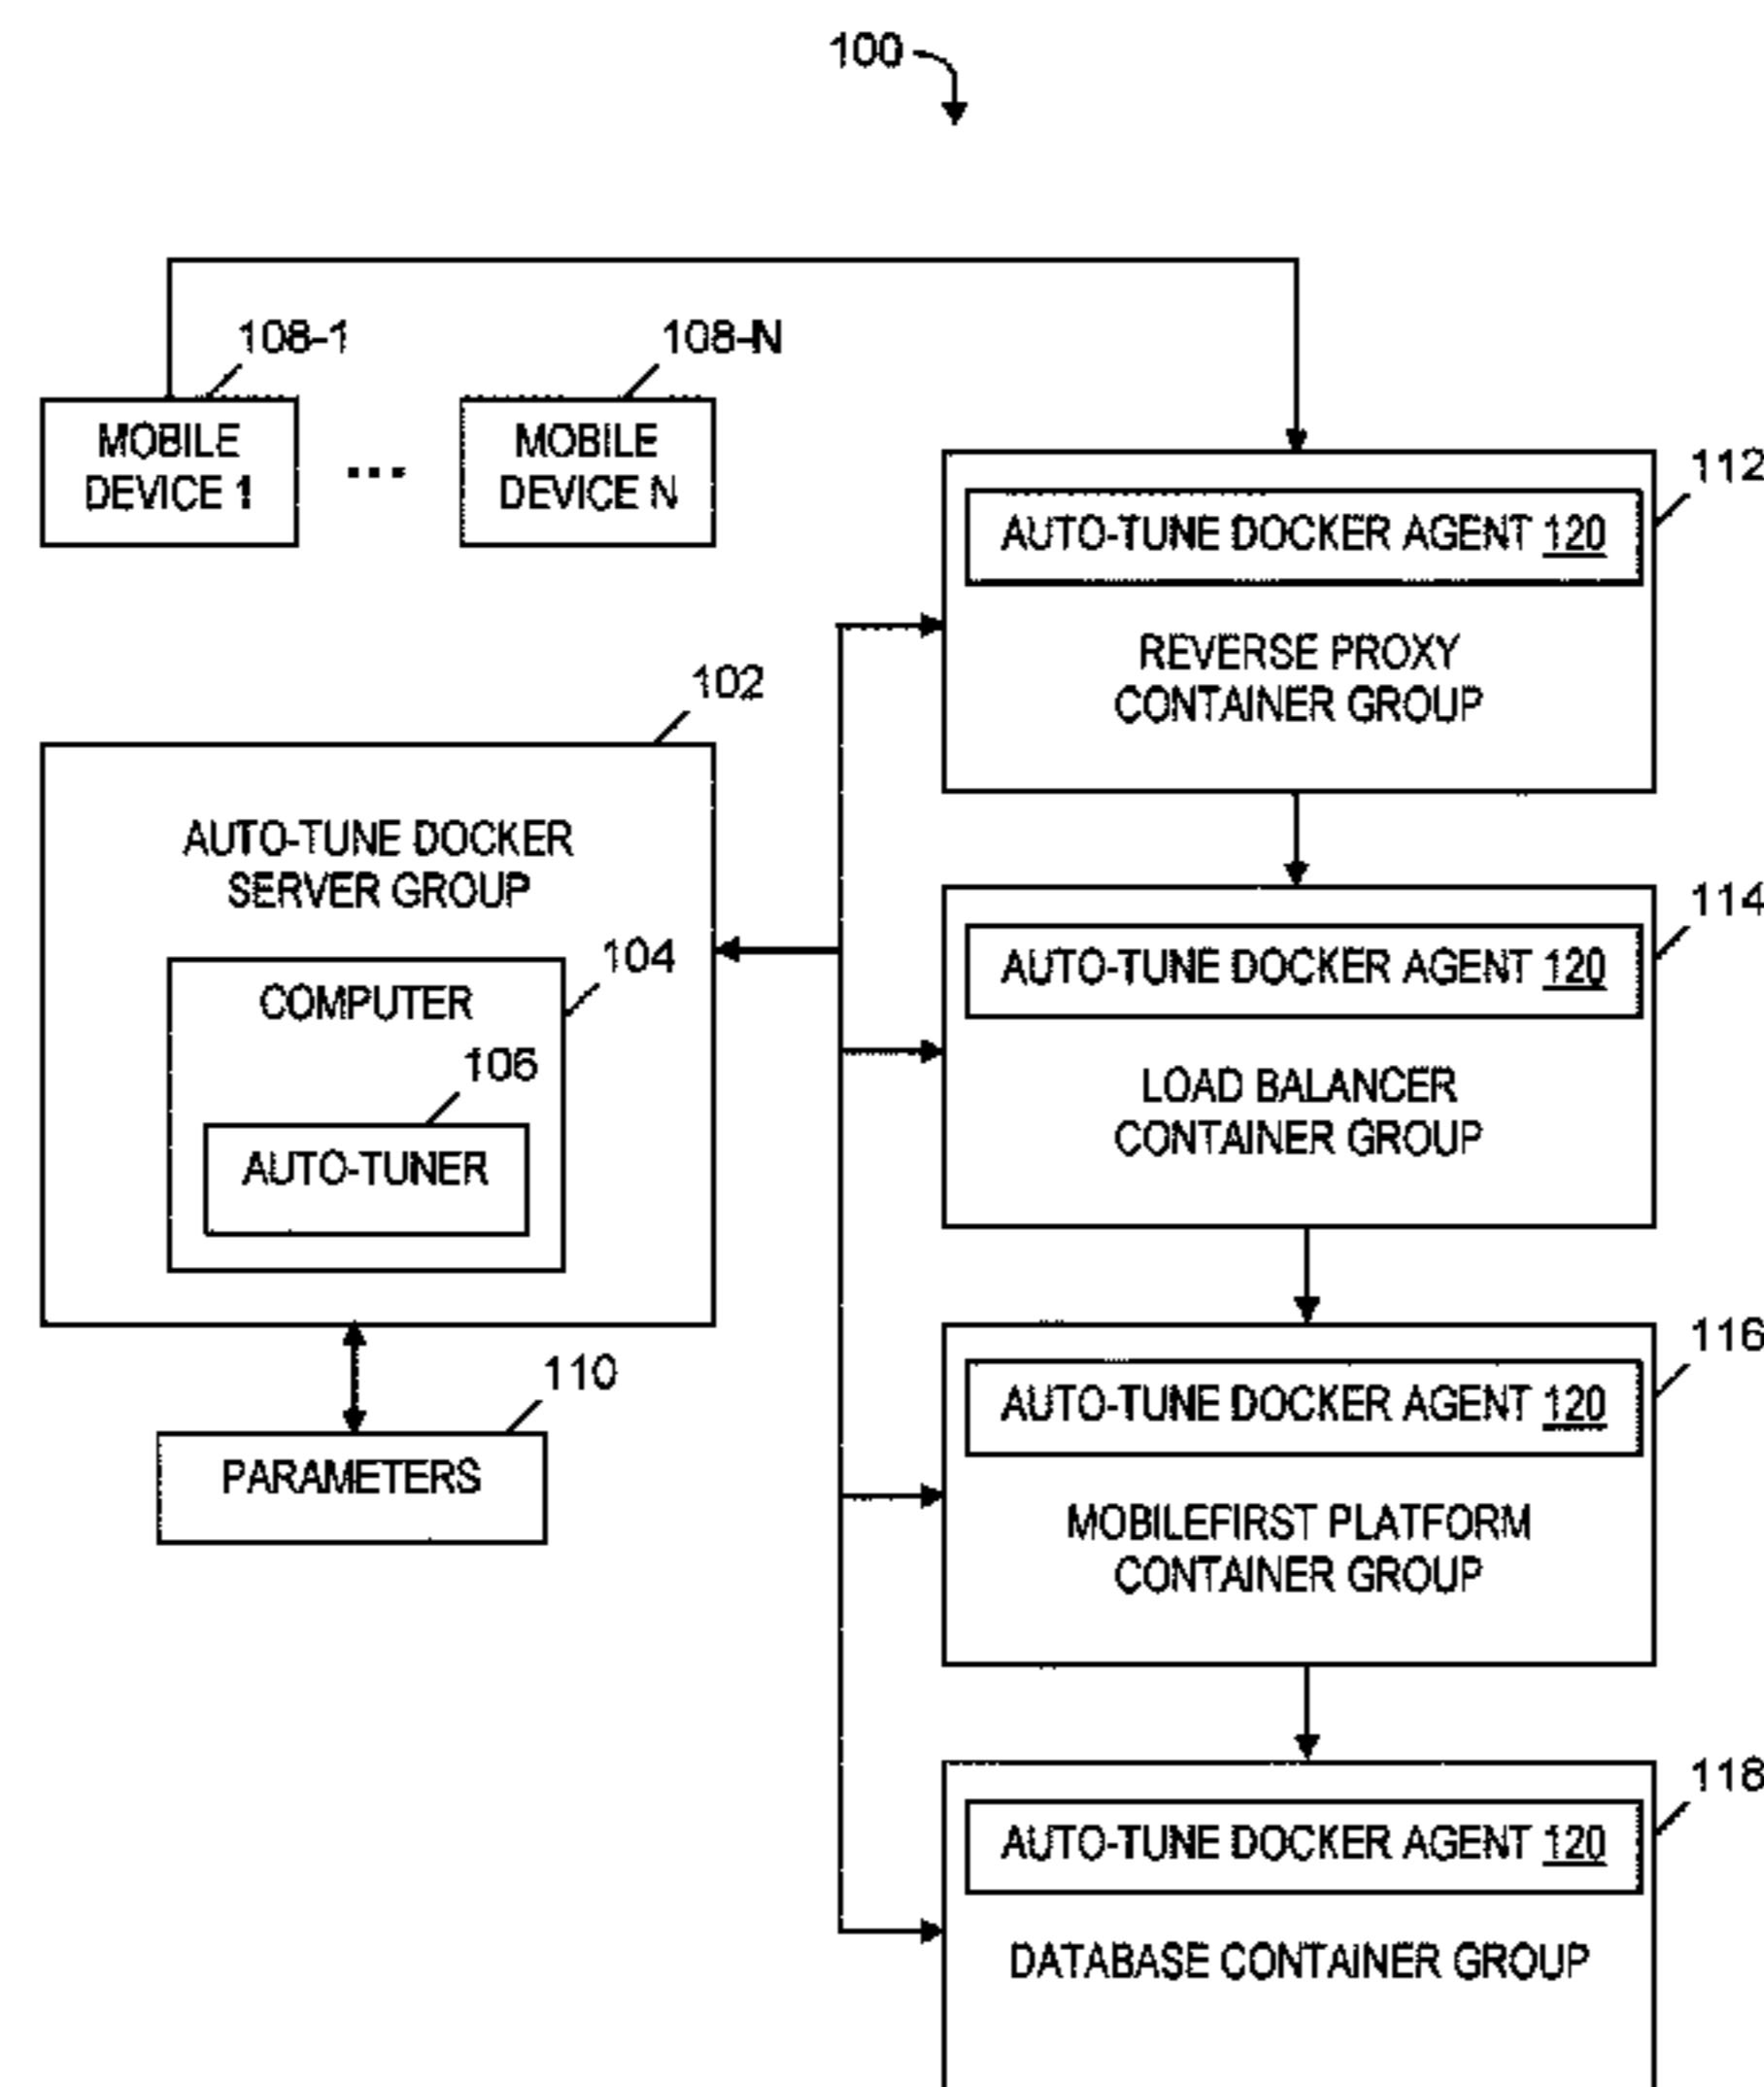 100
108-1
108-N
MOBILE
DEVICE 1
...
MOBILE
DEVICE N
112
AUTO-TUNE DOCKER AGENT 120
REVERSE PROXY
CONTAINER GROUP
102
AUTO-TUNE DOCKER
SERVER GROUP
104
COMPUTER
106
AUTO-TUNER
114
AUTO-TUNE DOCKER AGENT 120
LOAD BALANCER
CONTAINER GROUP
110
PARAMETERS
116
AUTO-TUNE DOCKER AGENT 120
MOBILEFIRST PLATFORM
CONTAINER GROUP
118
AUTO-TUNE DOCKER AGENT 120
DATABASE CONTAINER GROUP